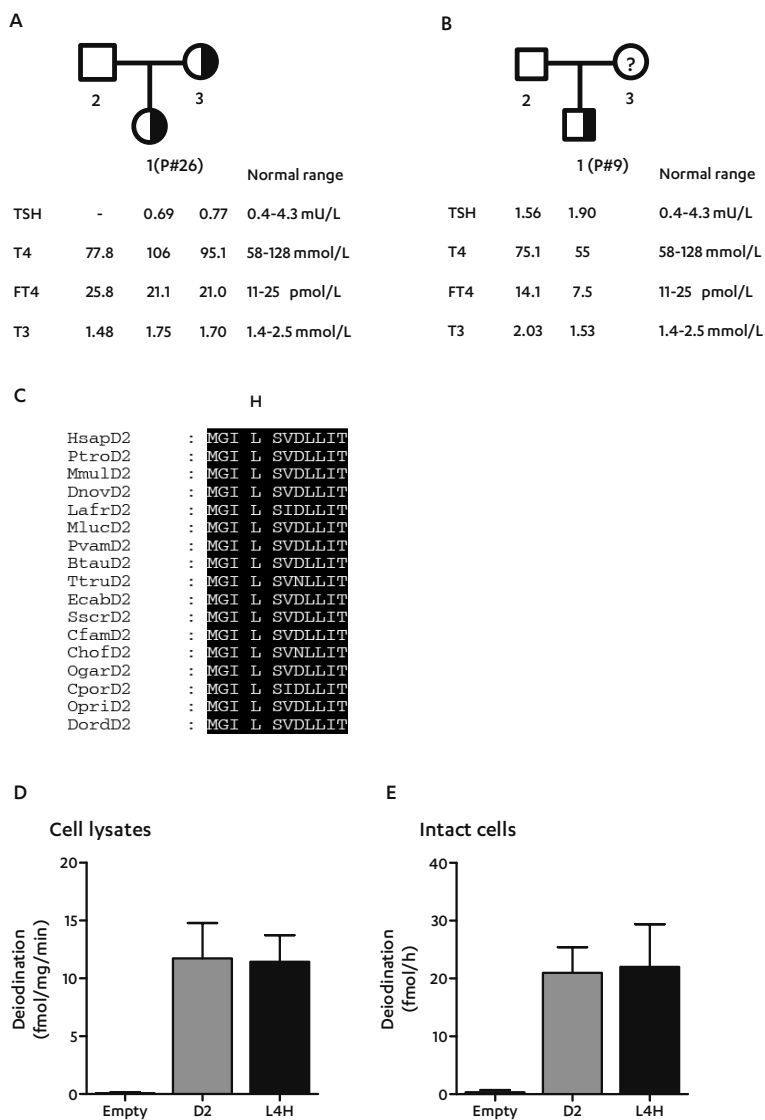 A
2
3
1(P#26)
Normal range
TSH - 0.69 0.77 0.4-4.3 mU/L
T4 77.8 106 95.1 58-128 mmol/L
FT4 25.8 21.1 21.0 11-25 pmol/L
T3 1.48 1.75 1.70 1.4-2.5 mmol/L
B
?
2
3
1 (P#9)
Normal range
TSH 1.56 1.90 0.4-4.3 mU/L
T4 75.1 55 58-128 mmol/L
FT4 14.1 7.5 11-25 pmol/L
T3 2.03 1.53 1.4-2.5 mmol/L
C
H
HsapD2 : MGI L SVDLLIT
PtroD2 : MGI L SVDLLIT
MmulD2 : MGI L SVDLLIT
DnovD2 : MGI L SVDLLIT
LafrD2 : MGI L SIDLLIT
MlucD2 : MGI L SVDLLIT
PvamD2 : MGI L SVDLLIT
BtauD2 : MGI L SVDLLIT
TtruD2 : MGI L SVNLLIT
EcabD2 : MGI L SVDLLIT
SscrD2 : MGI L SVDLLIT
CfamD2 : MGI L SVDLLIT
ChofD2 : MGI L SVNLLIT
OgarD2 : MGI L SVDLLIT
CporD2 : MGI L SIDLLIT
OpriD2 : MGI L SVDLLIT
DordD2 : MGI L SVDLLIT
D
Cell lysates
Deiodination
(fmol/mg/min)
20
15
10
5
0
Empty D2 L4H
E
Intact cells
Deiodination
(fmol/h)
40
30
20
10
0
Empty D2 L4H